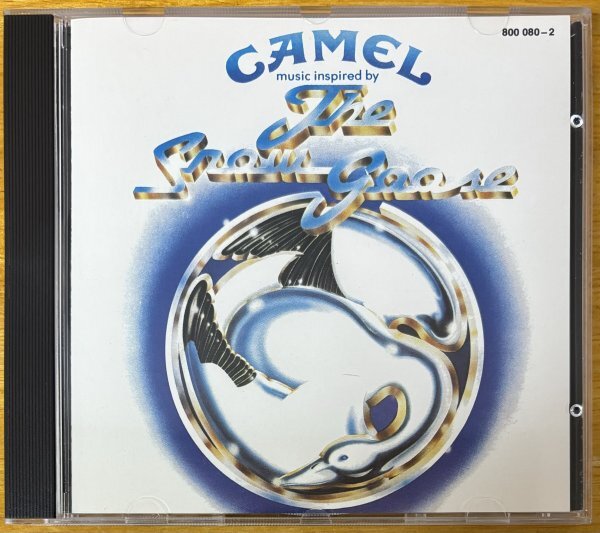 800 080-2
CAMEL
music inspired by
The
Snow Goose